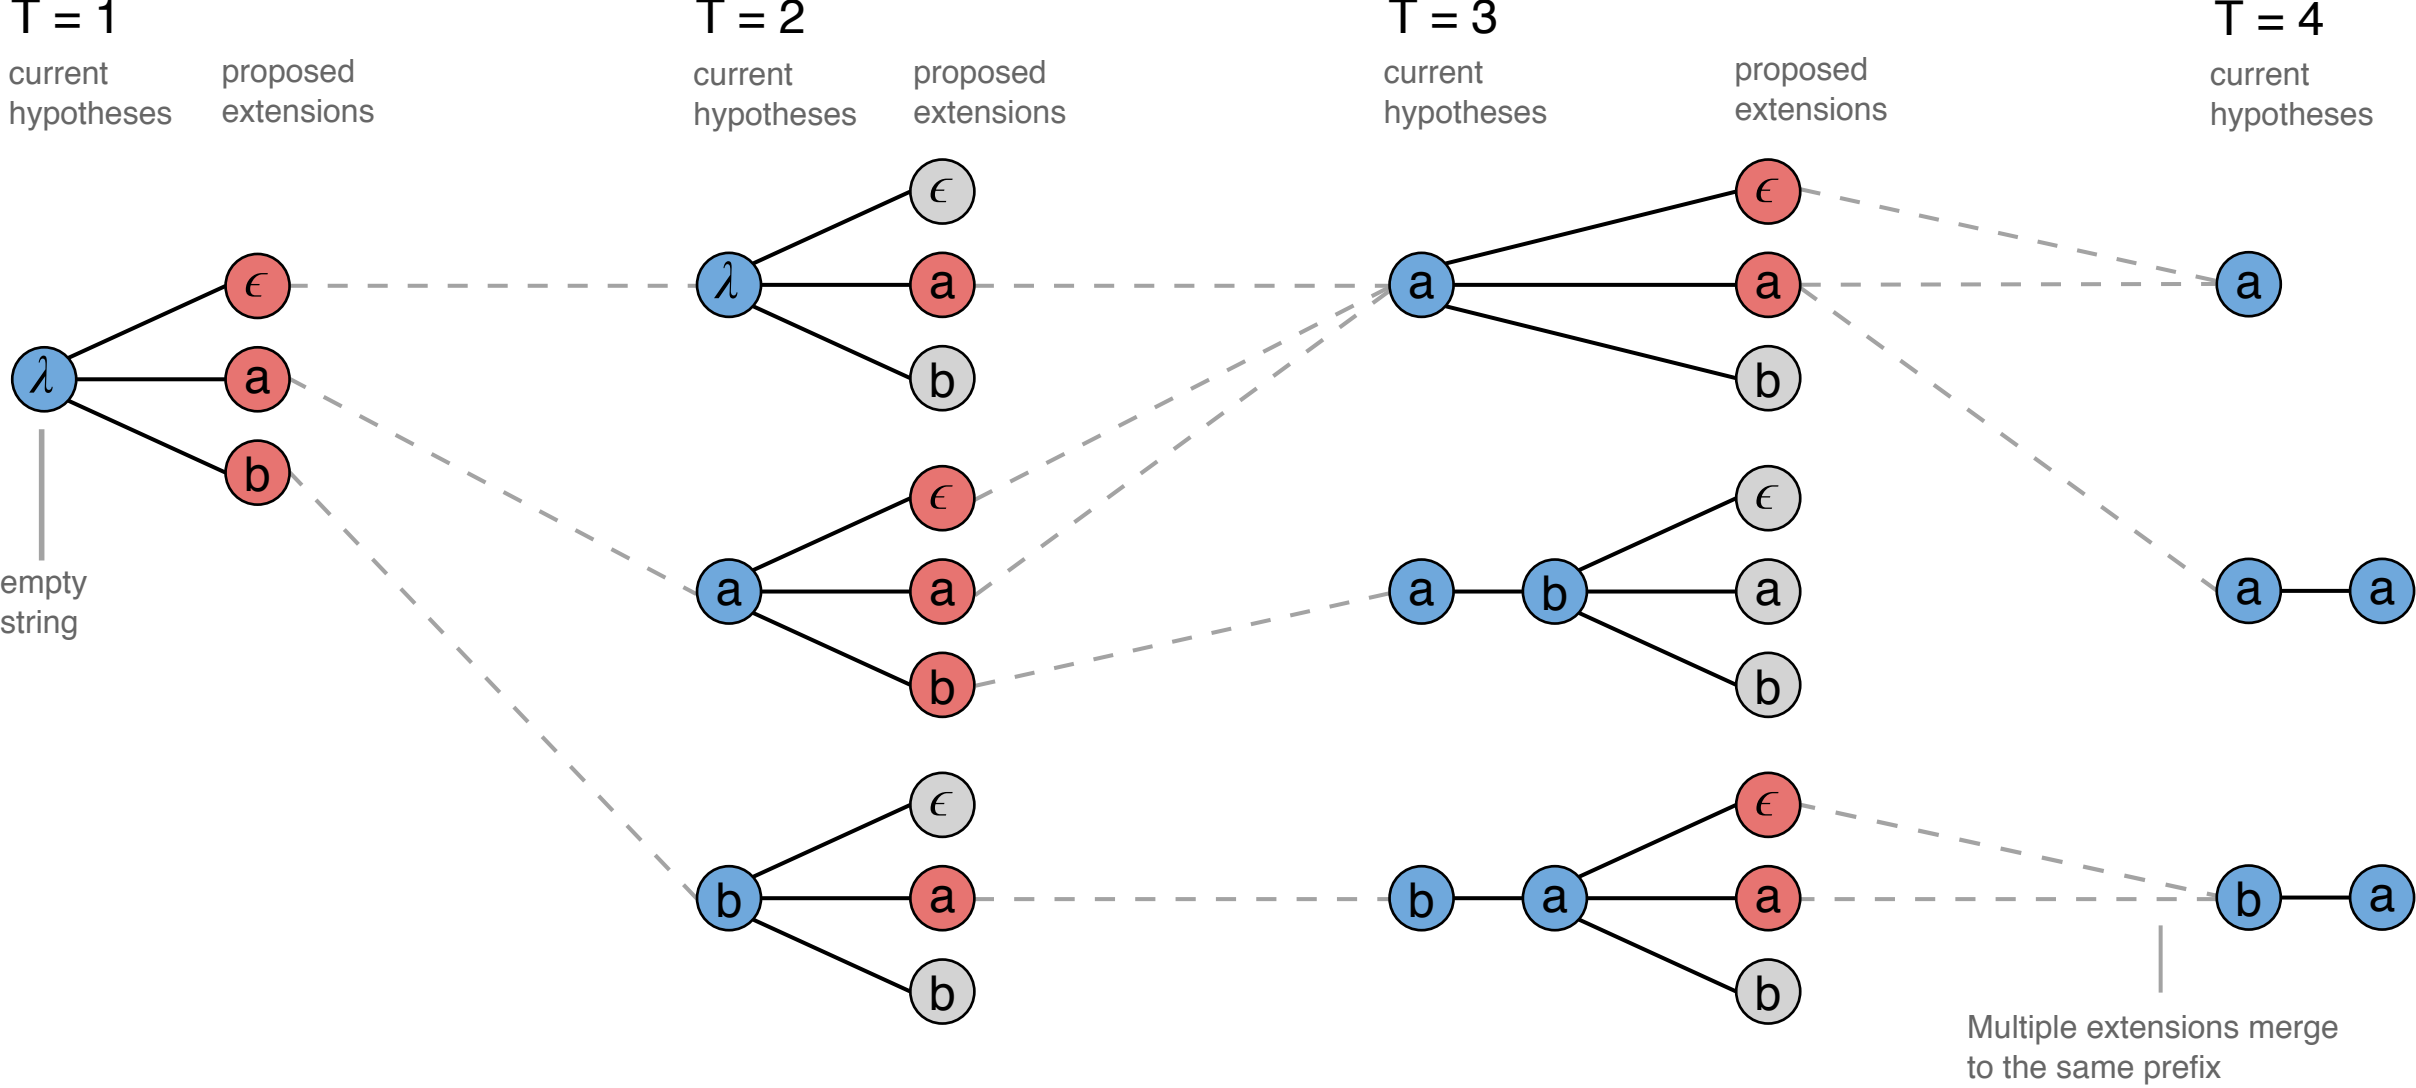 T = 1
T = 2
T = 3
T = 4
current
hypotheses
proposed
extensions
current
hypotheses
proposed
extensions
current
hypotheses
proposed
extensions
current
hypotheses
λ
ϵ
a
b
empty
string
λ
ϵ
a
b
a
ϵ
a
b
b
ϵ
a
b
a
ϵ
a
b
a
b
ϵ
a
b
b
a
ϵ
a
b
a
a
a
b
a
Multiple extensions merge
to the same prefix